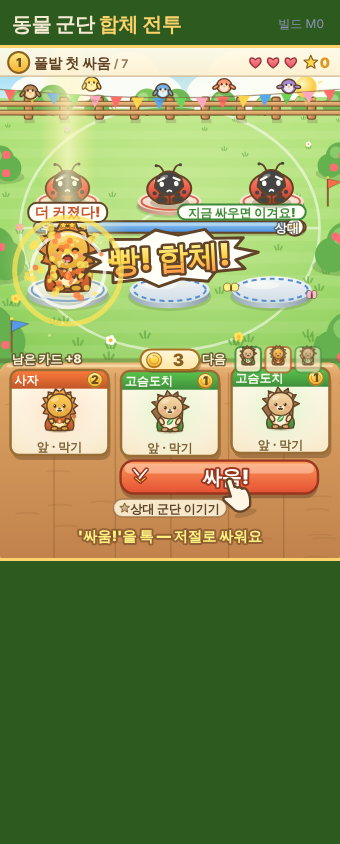 동물 군단 합체 전투
빌드 M0
1 풀밭 첫 싸움 / 7
0
더 커졌다!
지금 싸우면 이겨요!
상대
빵! 합체!
남은 카드 +8
3
다음
사자 2
앞 · 막기
고슴도치 1
앞 · 막기
고슴도치 1
앞 · 막기
싸움!
상대 군단 이기기
'싸움!'을 톡 — 저절로 싸워요